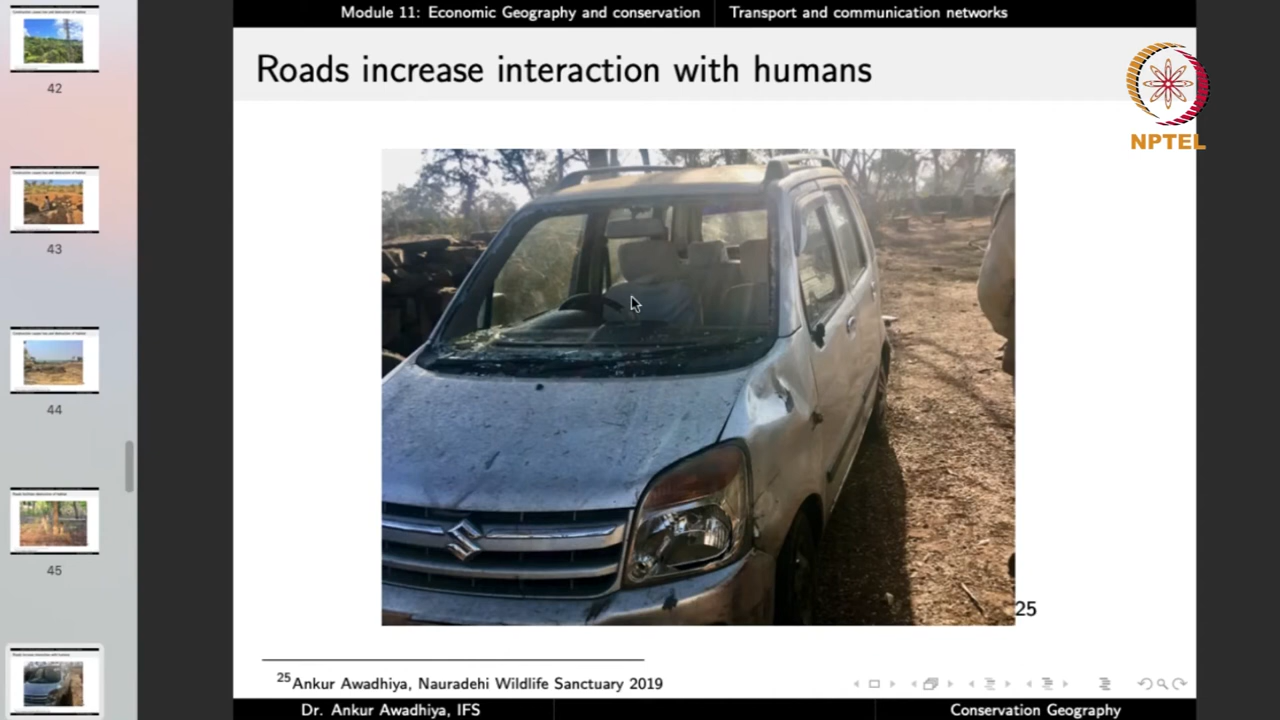 Module 11: Economic Geography and conservation Transport and communication networks
Roads increase interaction with humans
NPTEL
42
43
44
45
25
25 Ankur Awadhiya, Nauradehi Wildlife Sanctuary 2019
Dr. Ankur Awadhiya, IFS Conservation Geography